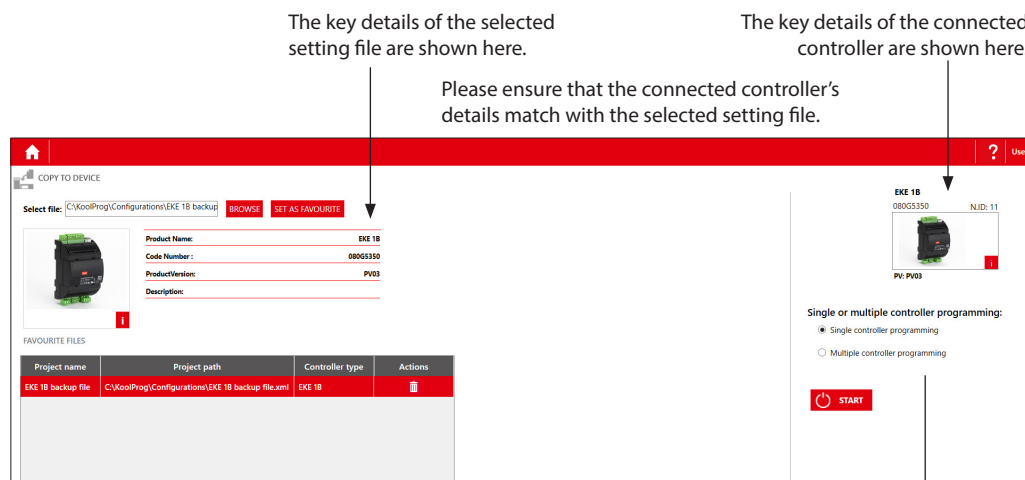 The key details of the selected
setting file are shown here.
The key details of the connected
controller are shown here
Please ensure that the connected controller's
details match with the selected setting file.
?
COPY TO DEVICE
Select file: C:\KoolProg\Configurations\EKE 1B backup BROWSE SET AS FAVOURITE
Product Name: EKE 1B
Code Number : 080G5350
ProductVersion: PV03
Description:
i
FAVOURITE FILES
Project name Project path Controller type Actions
EKE 1B backup file C:\KoolProg\Configurations\EKE 1B backup file.xml EKE 1B
EKE 1B
080G5350 N.ID: 11
i
PV: PV03
Single or multiple controller programming:
Single controller programming
Multiple controller programming
START